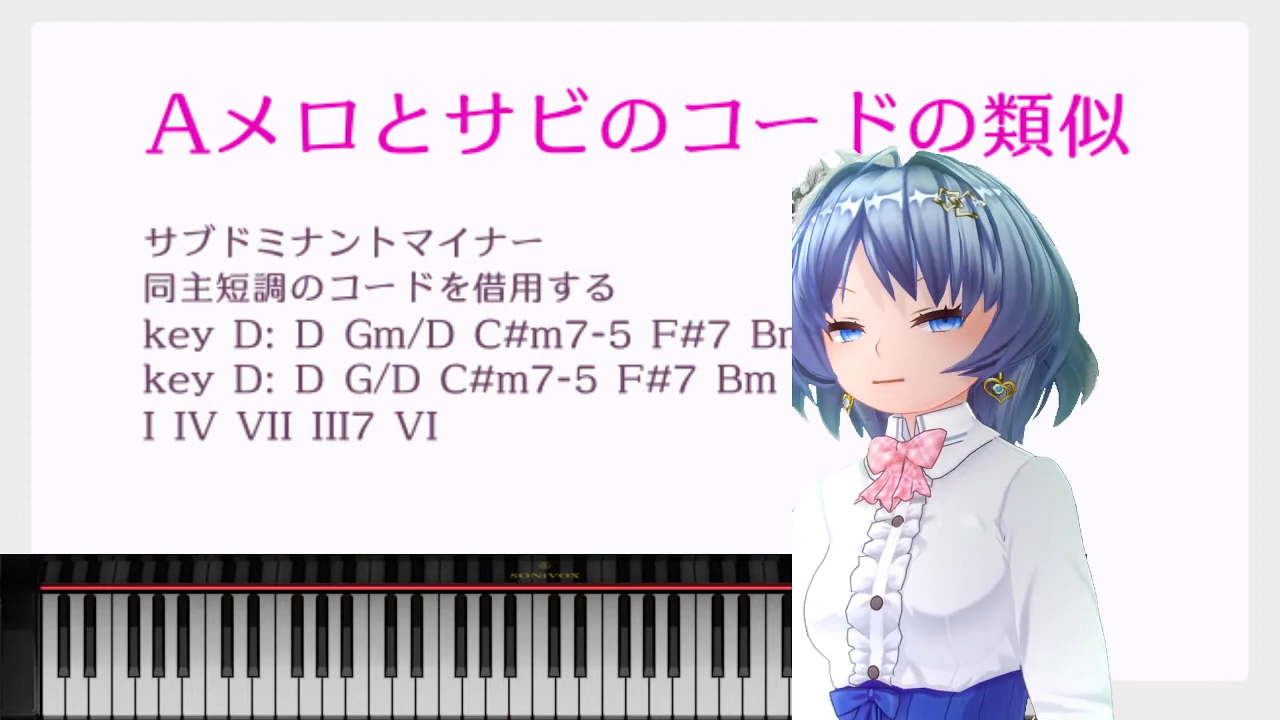 Aメロとサビのコードの類似
サブドミナントマイナー
同主短調のコードを借用する
key D: D Gm/D C#m7-5 F#7
key D: D G/D C#m7-5 F#7 Bm
I IV VII III7 VI
SONiVOX